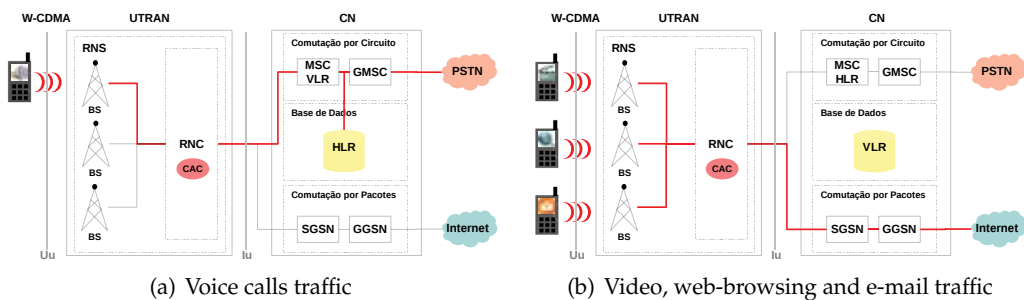 W-CDMA UTRAN CN
RNS
BS
BS
BS
RNC
CAC
Comutação por Circuito
MSC
VLR
GMSC
PSTN
Base de Dados
HLR
Comutação por Pacotes
SGSN
GGSN
Internet
Uu
Iu
(a) Voice calls traffic
W-CDMA UTRAN CN
RNS
BS
BS
BS
RNC
CAC
Comutação por Circuito
MSC
HLR
GMSC
PSTN
Base de Dados
VLR
Comutação por Pacotes
SGSN
GGSN
Internet
Uu
Iu
(b) Video, web-browsing and e-mail traffic